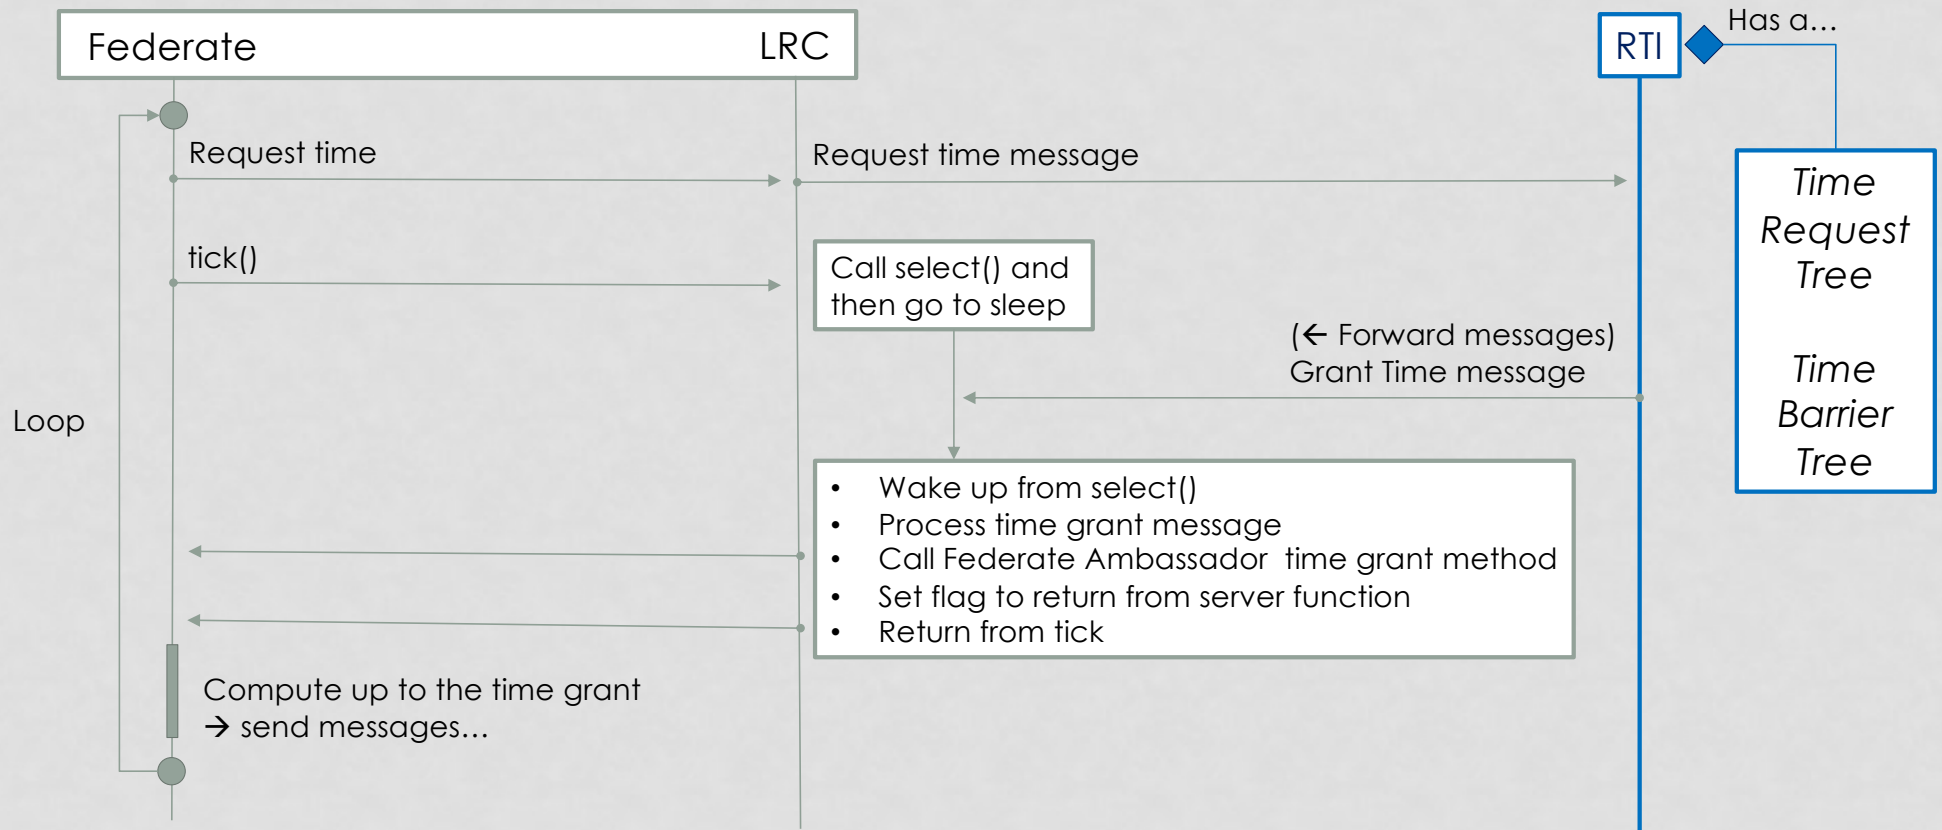 Federate
LRC
RTI
Has a…
Request time
Request time message
Time
Request
Tree
Time
Barrier
Tree
tick()
Call select() and
then go to sleep
(← Forward messages)
Grant Time message
Loop
• Wake up from select()
• Process time grant message
• Call Federate Ambassador time grant method
• Set flag to return from server function
• Return from tick
Compute up to the time grant
→ send messages…